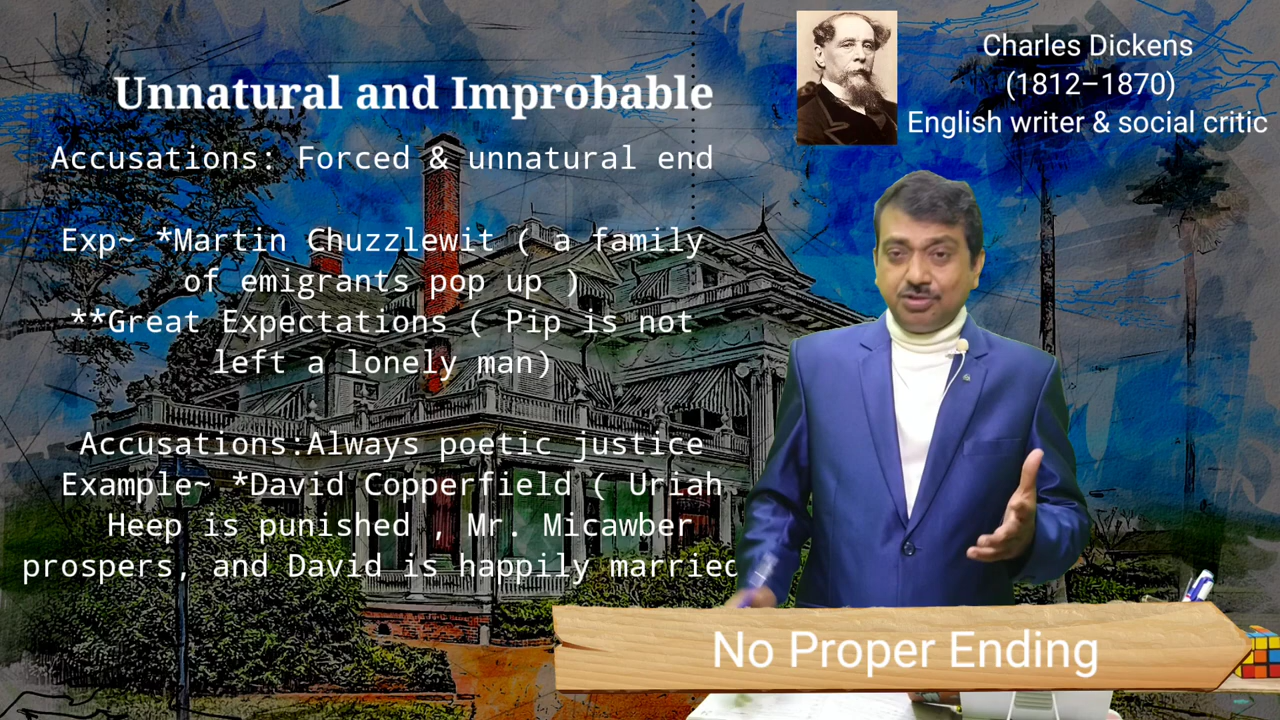 Unnatural and Improbable
Accusations: Forced & unnatural end
Exp~ *Martin Chuzzlewit ( a family
of emigrants pop up )
**Great Expectations ( Pip is not
left a lonely man)
Accusations:Always poetic justice
Example~ *David Copperfield ( Uriah
Heep is punished , Mr. Micawber
prospers, and David is happily married
Charles Dickens
(1812–1870)
English writer & social critic
No Proper Ending